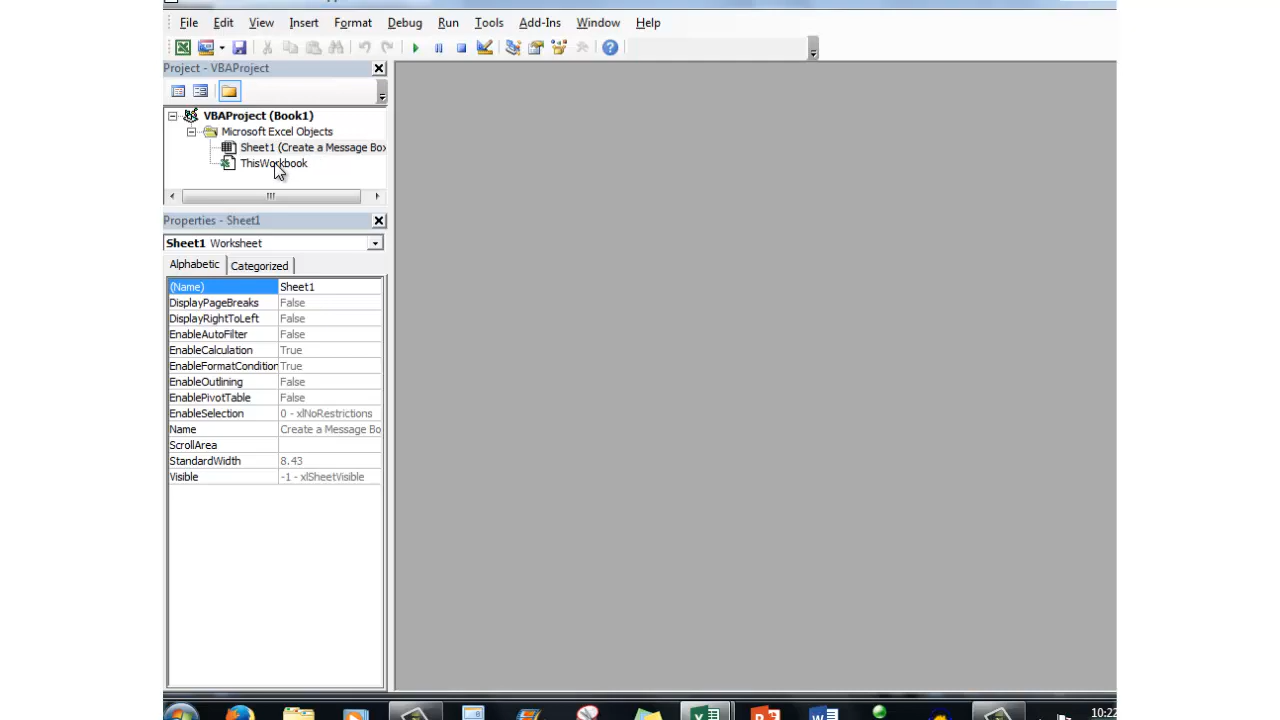 File Edit View Insert Format Debug Run Tools Add-Ins Window Help
Project - VBAProject
VBAProject (Book1)
Microsoft Excel Objects
Sheet1 (Create a Message Box
ThisWorkbook
Properties - Sheet1
Sheet1 Worksheet
Alphabetic Categorized
(Name) Sheet1
DisplayPageBreaks False
DisplayRightToLeft False
EnableAutoFilter False
EnableCalculation True
EnableFormatCondition True
EnableOutlining False
EnablePivotTable False
EnableSelection 0 - xlNoRestrictions
Name Create a Message Bo
ScrollArea
StandardWidth 8.43
Visible -1 - xlSheetVisible
10:22